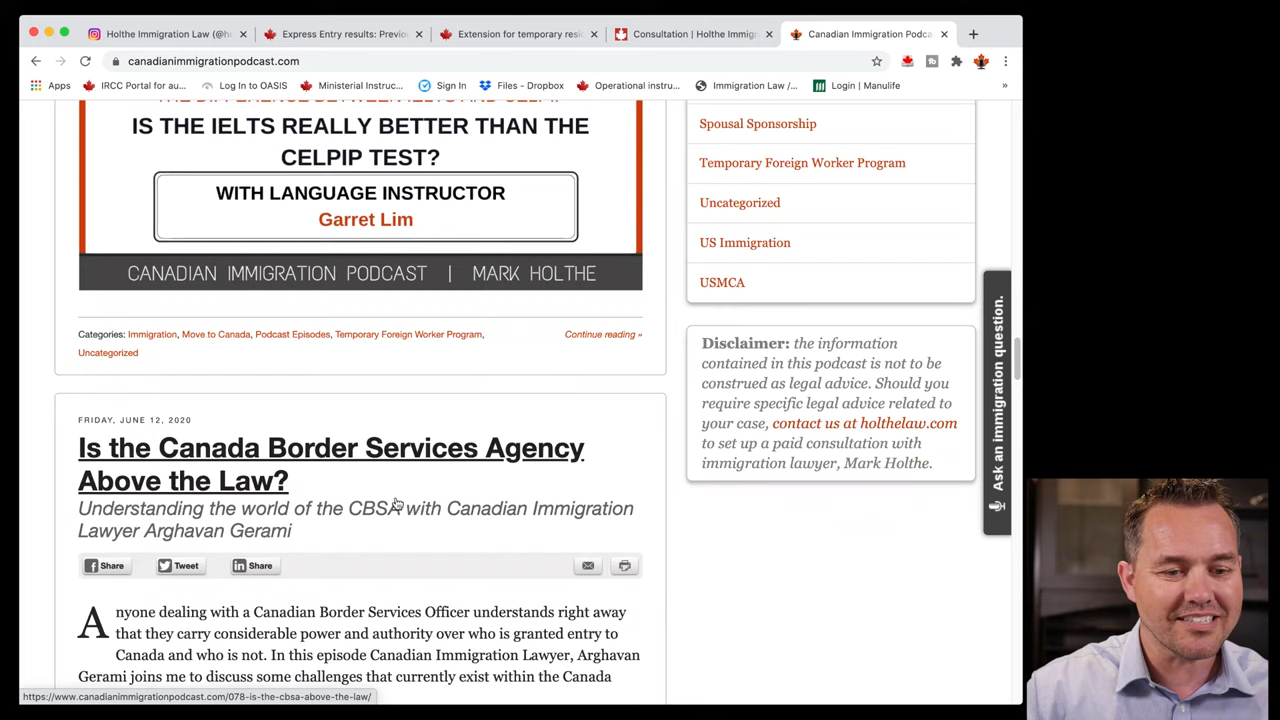 Holthe Immigration Law (@ho
Express Entry results: Previo
Extension for temporary resi
Consultation | Holthe Immigr
Canadian Immigration Podca
canadianimmigrationpodcast.com
Apps
IRCC Portal for au...
Log In to OASIS
Ministerial Instruc...
Sign In
Files - Dropbox
Operational instru...
Immigration Law /...
Login | Manulife
»
THE DIFFERENCE BETWEEN IELTS AND CELPIP
IS THE IELTS REALLY BETTER THAN THE
CELPIP TEST?
WITH LANGUAGE INSTRUCTOR
Garret Lim
CANADIAN IMMIGRATION PODCAST | MARK HOLTHE
Categories: Immigration, Move to Canada, Podcast Episodes, Temporary Foreign Worker Program,
Uncategorized
Continue reading »
FRIDAY, JUNE 12, 2020
Is the Canada Border Services Agency
Above the Law?
Understanding the world of the CBSA with Canadian Immigration
Lawyer Arghavan Gerami
Share
Tweet
Share
Anyone dealing with a Canadian Border Services Officer understands right away
that they carry considerable power and authority over who is granted entry to
Canada and who is not. In this episode Canadian Immigration Lawyer, Arghavan
Gerami joins me to discuss some challenges that currently exist within the Canada
https://www.canadianimmigrationpodcast.com/078-is-the-cbsa-above-the-law/
Spousal Sponsorship
Temporary Foreign Worker Program
Uncategorized
US Immigration
USMCA
Disclaimer: the information
contained in this podcast is not to be
construed as legal advice. Should you
require specific legal advice related to
your case, contact us at holthelaw.com
to set up a paid consultation with
immigration lawyer, Mark Holthe.
Ask an immigration question.